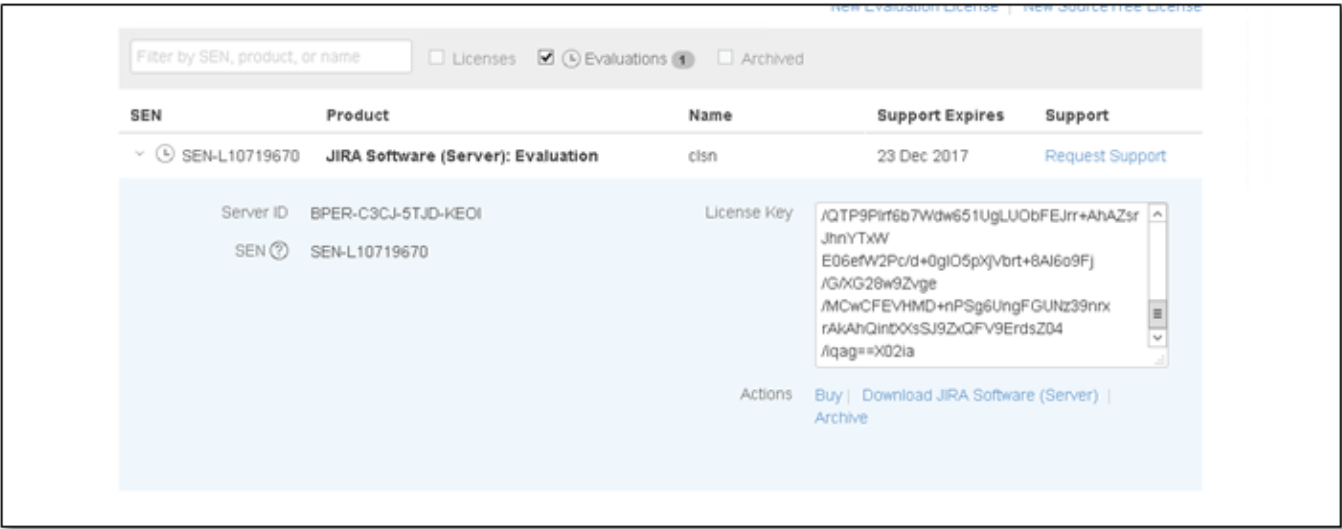 New Evaluation License | New SourceTree License
Filter by SEN, product, or name Licenses Evaluations 1 Archived
SEN Product Name Support Expires Support
SEN-L10719670 JIRA Software (Server): Evaluation clsn 23 Dec 2017 Request Support
Server ID BPER-C3CJ-5TJD-KEOI License Key
SEN ? SEN-L10719670
/QTP9PIrf6b7Wdw651UgLUObFEJrr+AhAZsr
JhnYTxW
E06efW2Pc/d+0glO5pXjVbrt+8AI6o9Fj
/G/XG28w9Zvge
/MCwCFEVHMD+nPSg6UngFGUNz39nrx
rAkAhQintXXsSJ9ZxQFV9ErdsZ04
/iqag==X02ia
Actions Buy | Download JIRA Software (Server) |
Archive